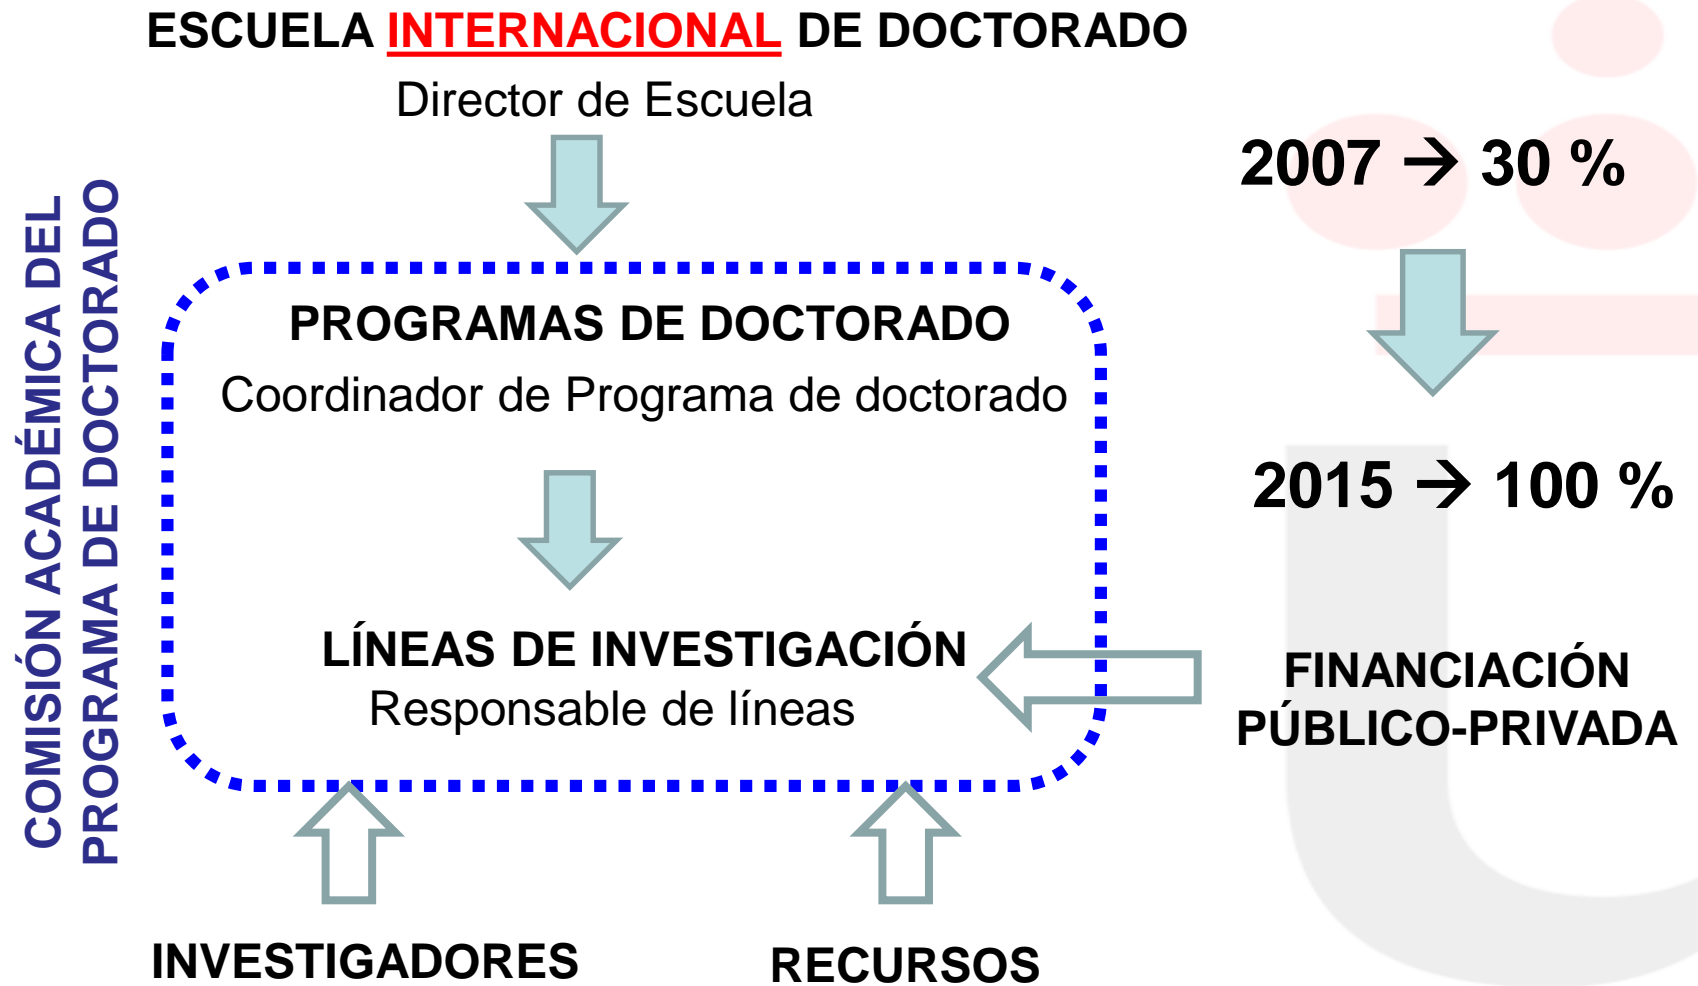 ESCUELA INTERNACIONAL DE DOCTORADO
Director de Escuela
COMISIÓN ACADÉMICA DEL
PROGRAMA DE DOCTORADO
PROGRAMAS DE DOCTORADO
Coordinador de Programa de doctorado
LÍNEAS DE INVESTIGACIÓN
Responsable de líneas
INVESTIGADORES
RECURSOS
2007 → 30 %
2015 → 100 %
FINANCIACIÓN
PÚBLICO-PRIVADA